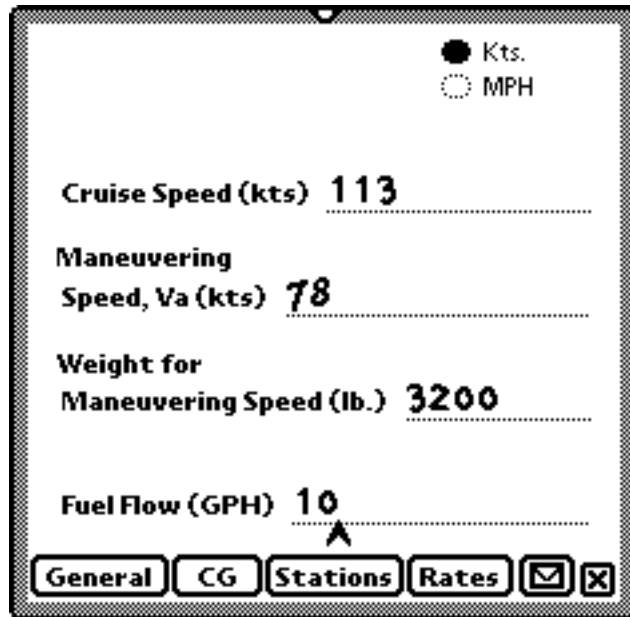 Kts.
MPH
Cruise Speed (kts) 113
Maneuvering
Speed, Va (kts) 78
Weight for
Maneuvering Speed (lb.) 3200
Fuel Flow (GPH) 10
General CG Stations Rates